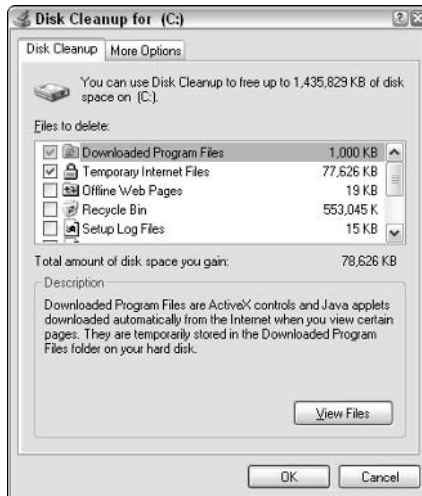 Disk Cleanup for (C:)
Disk Cleanup
More Options
You can use Disk Cleanup to free up to 1,435,829 KB of disk
space on (C:).
Files to delete:
Downloaded Program Files 1,000 KB
Temporary Internet Files 77,626 KB
Offline Web Pages 19 KB
Recycle Bin 553,045 K
Setup Log Files 15 KB
Total amount of disk space you gain: 78,626 KB
Description
Downloaded Program Files are ActiveX controls and Java applets
downloaded automatically from the Internet when you view certain
pages. They are temporarily stored in the Downloaded Program
Files folder on your hard disk.
View Files
OK
Cancel